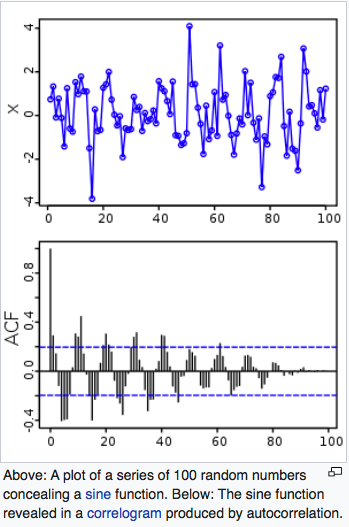 4
2
0
-2
-4
X
0 20 40 60 80 100
0.8
0.4
0.0
-0.4
ACF
0 20 40 60 80 100
Above: A plot of a series of 100 random numbers
concealing a sine function. Below: The sine function
revealed in a correlogram produced by autocorrelation.